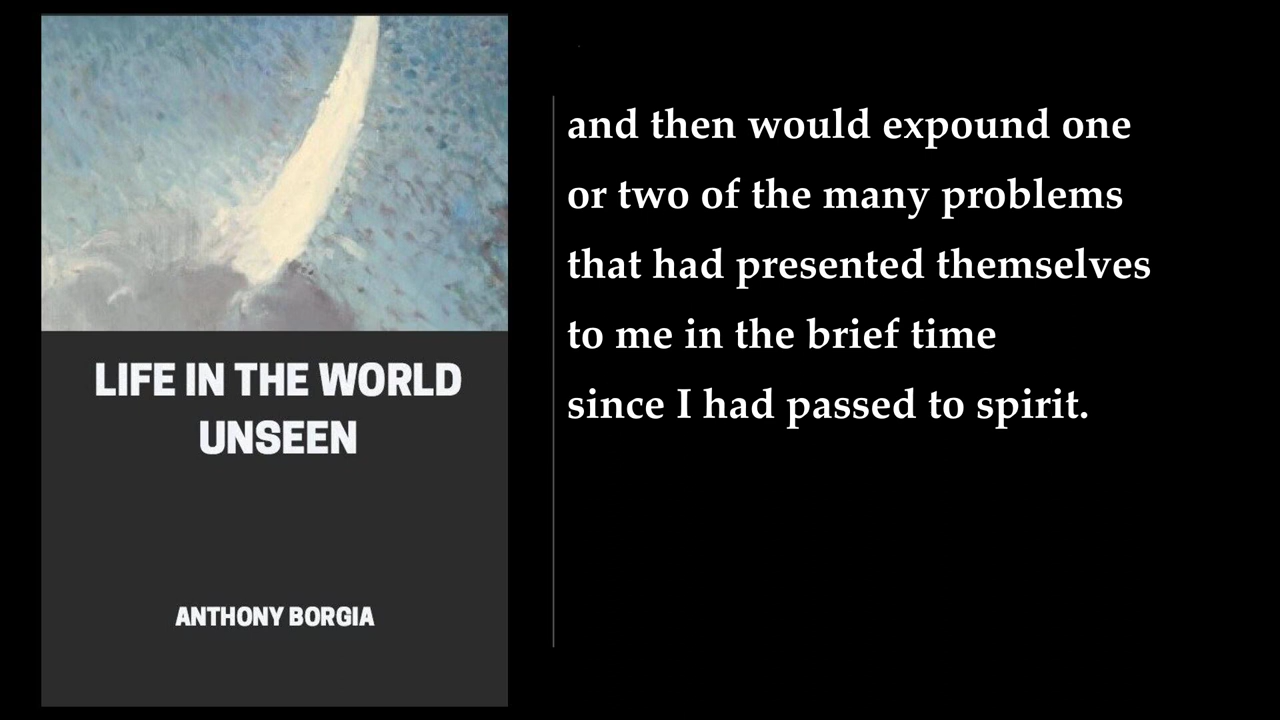 LIFE IN THE WORLD
UNSEEN
ANTHONY BORGIA
and then would expound one
or two of the many problems
that had presented themselves
to me in the brief time
since I had passed to spirit.